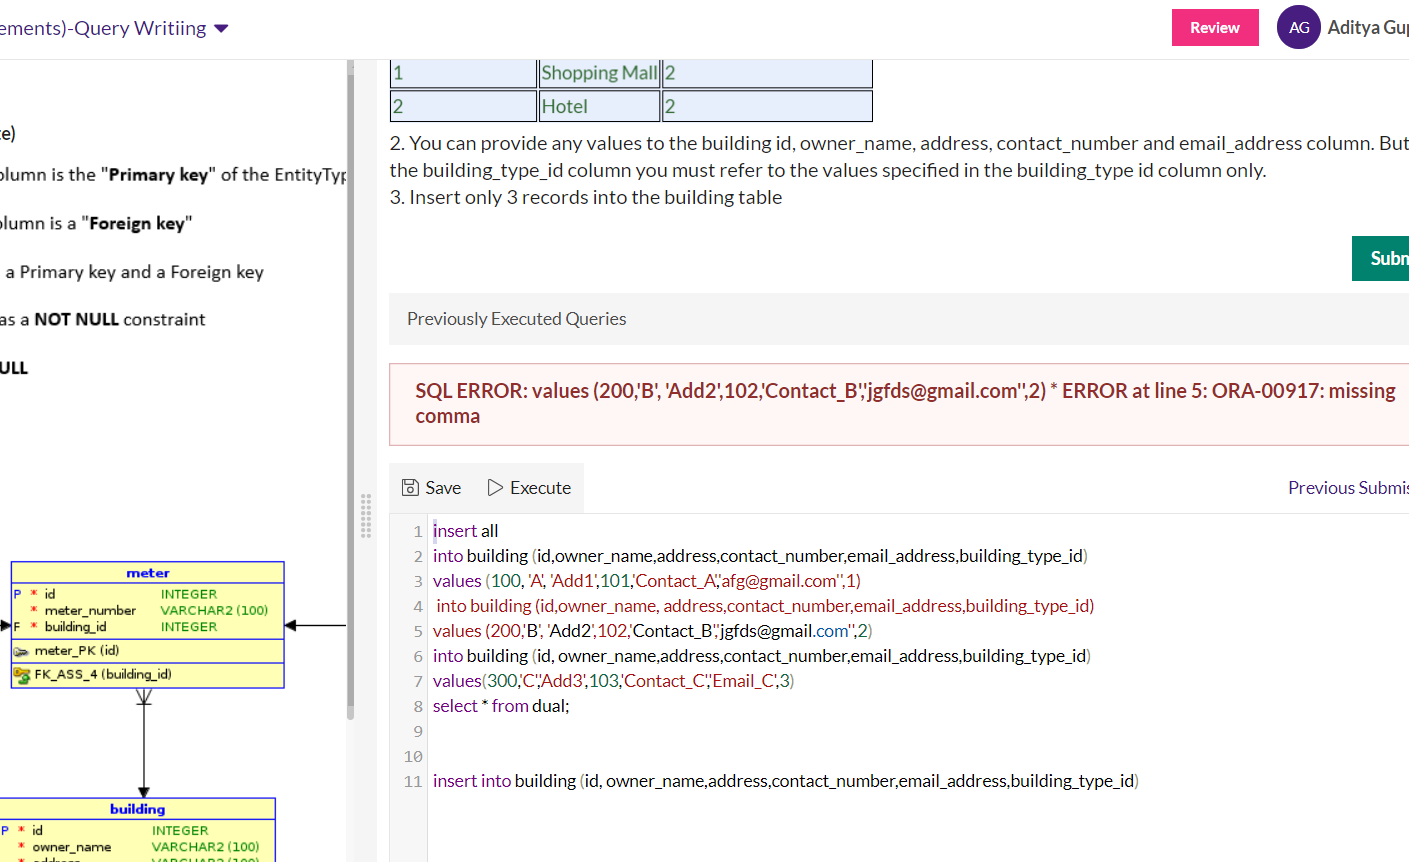 ements)-Query Writiing
Review
AG
Aditya Gup
1 Shopping Mall 2
2 Hotel 2
2. You can provide any values to the building id, owner_name, address, contact_number and email_address column. But
the building_type_id column you must refer to the values specified in the building_type id column only.
3. Insert only 3 records into the building table
Subm
te)
olumn is the "Primary key" of the EntityTyp
olumn is a "Foreign key"
a Primary key and a Foreign key
as a NOT NULL constraint
ULL
Previously Executed Queries
SQL ERROR: values (200,'B', 'Add2',102,'Contact_B'',jgfds@gmail.com'',2) * ERROR at line 5: ORA-00917: missing
comma
Save
Execute
Previous Submis
1 insert all
2 into building (id,owner_name,address,contact_number,email_address,building_type_id)
3 values (100, 'A', 'Add1',101,'Contact_A'',afg@gmail.com'',1)
4 into building (id,owner_name, address,contact_number,email_address,building_type_id)
5 values (200,'B', 'Add2',102,'Contact_B'',jgfds@gmail.com'',2)
6 into building (id, owner_name,address,contact_number,email_address,building_type_id)
7 values(300,'C','Add3',103,'Contact_C','Email_C',3)
8 select * from dual;
9
10
11 insert into building (id, owner_name,address,contact_number,email_address,building_type_id)
meter
P * id INTEGER
* meter_number VARCHAR2 (100)
F * building_id INTEGER
meter_PK (id)
FK_ASS_4 (building_id)
building
P * id INTEGER
* owner_name VARCHAR2 (100)
* address VARCHAR2 (100)